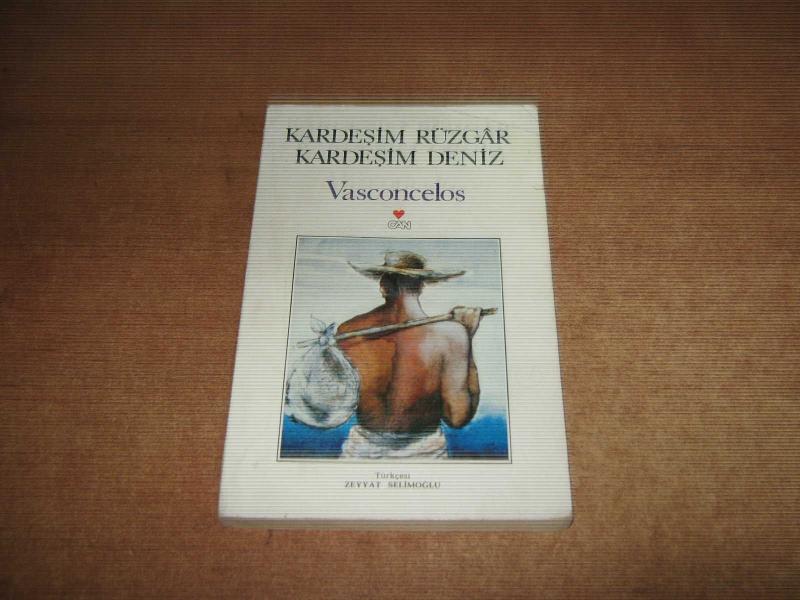 KARDEŞİM RÜZGÂR
KARDEŞİM DENİZ
Vasconcelos
CAN
Türkçesi
ZEYYAT SELİMOĞLU